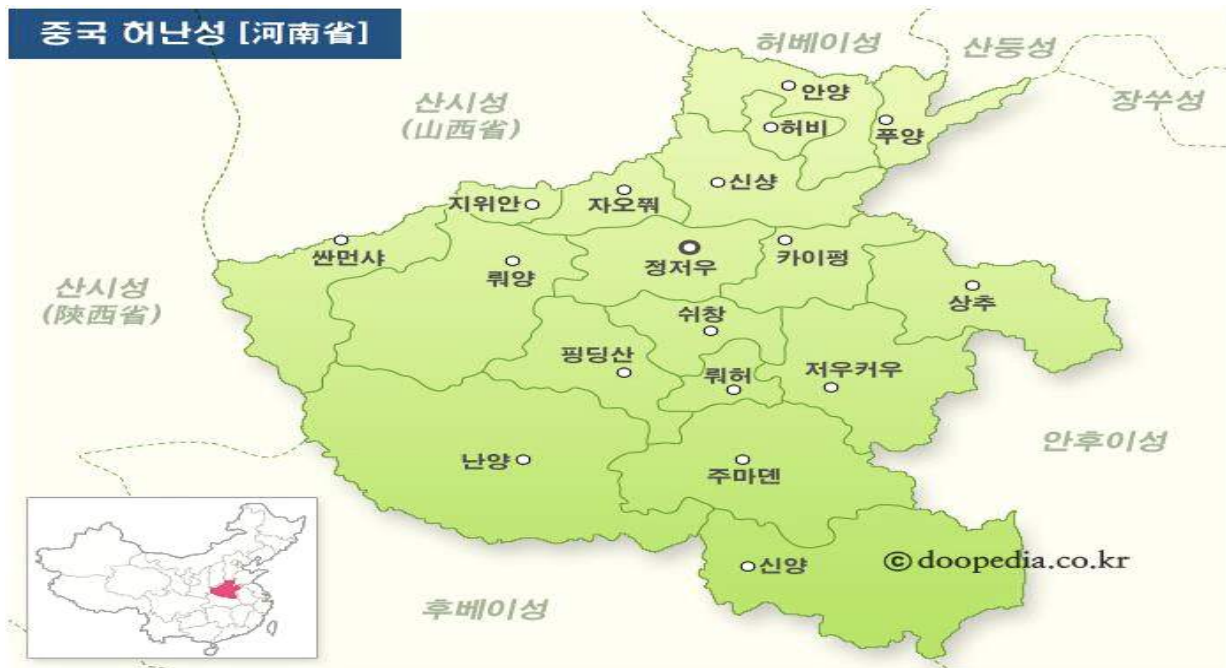 중국 허난성 [河南省]
허베이성
산둥성
장쑤성
산시성
(山西省)
안양
허비
푸양
신샹
지위안
자오쭤
싼먼샤
뤄양
정저우
카이펑
상추
산시성
(陝西省)
쉬창
핑딩산
뤄허
저우커우
안후이성
난양
주마뎬
신양
ⓒdoopedia.co.kr
후베이성